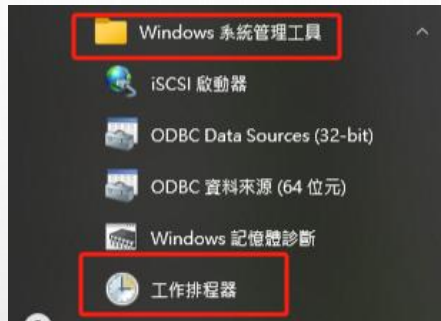 Windows 系統管理工具
iSCSI 啟動器
ODBC Data Sources (32-bit)
ODBC 資料來源 (64 位元)
Windows 記憶體診斷
工作排程器